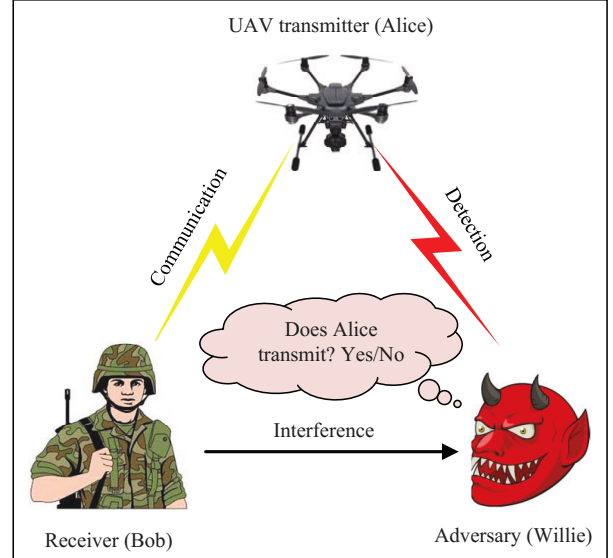 UAV transmitter (Alice)
Communication
Detection
Does Alice
transmit? Yes/No
Interference
Receiver (Bob)
Adversary (Willie)